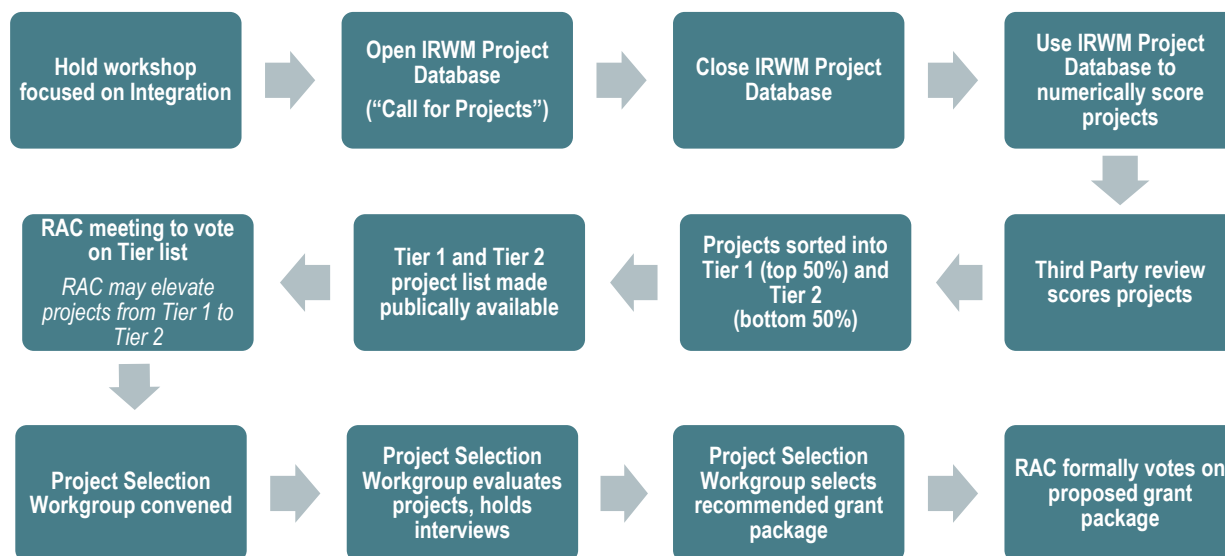 Hold workshop
focused on Integration
Open IRWM Project
Database
(“Call for Projects”)
Close IRWM Project
Database
Use IRWM Project
Database to
numerically score
projects
Third Party review
scores projects
Projects sorted into
Tier 1 (top 50%) and
Tier 2
(bottom 50%)
Tier 1 and Tier 2
project list made
publically available
RAC meeting to vote
on Tier list
RAC may elevate
projects from Tier 1 to
Tier 2
Project Selection
Workgroup convened
Project Selection
Workgroup evaluates
projects, holds
interviews
Project Selection
Workgroup selects
recommended grant
package
RAC formally votes on
proposed grant
package